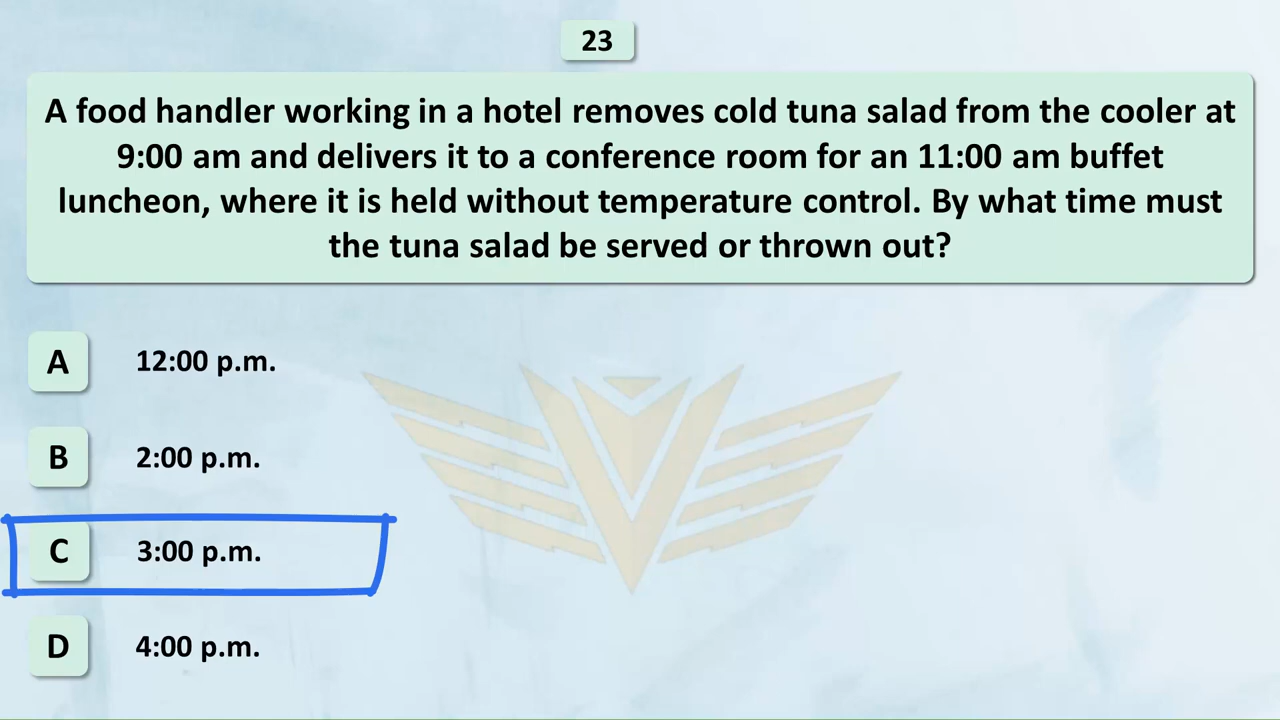 23
A food handler working in a hotel removes cold tuna salad from the cooler at
9:00 am and delivers it to a conference room for an 11:00 am buffet
luncheon, where it is held without temperature control. By what time must
the tuna salad be served or thrown out?
A 12:00 p.m.
B 2:00 p.m.
C 3:00 p.m.
D 4:00 p.m.